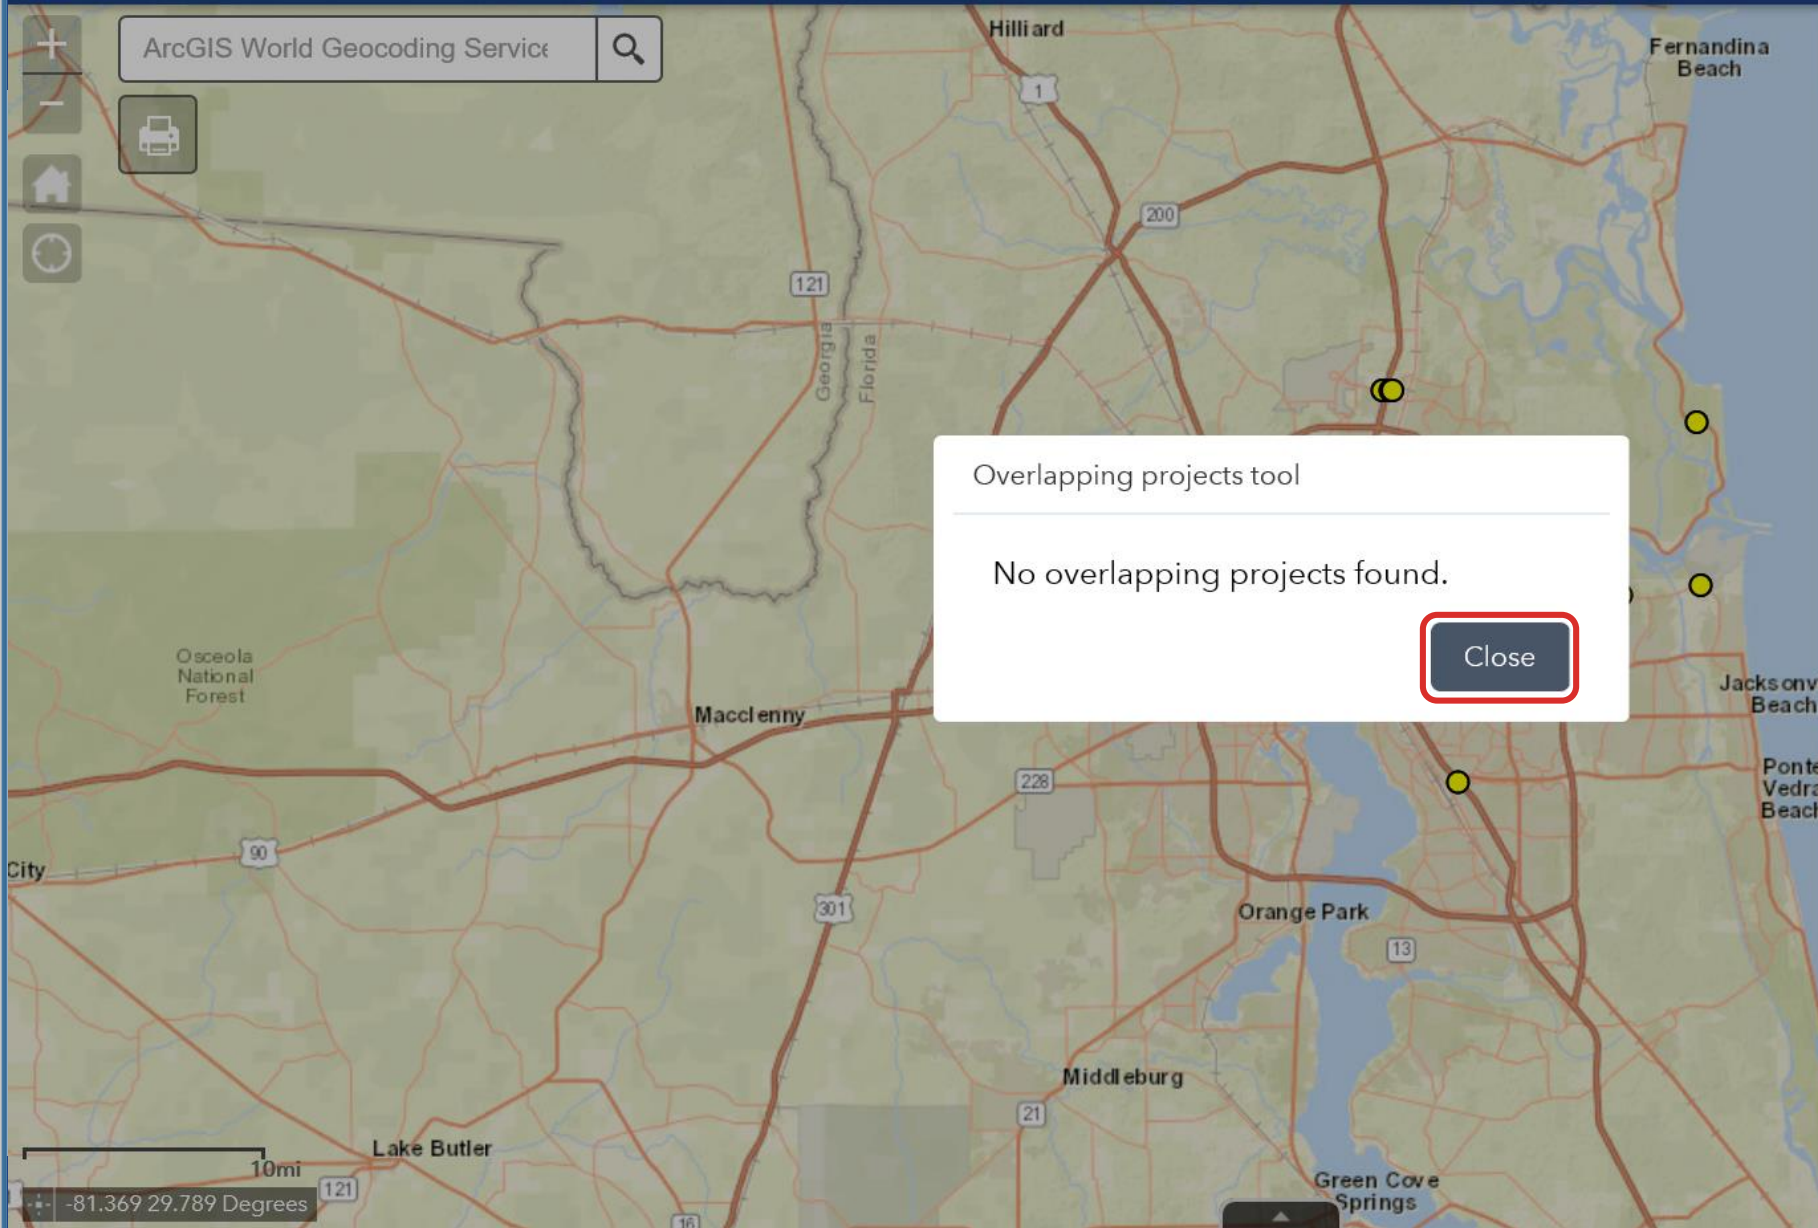 Hilliard
Fernandina
Beach
ArcGIS World Geocoding Service
1
200
121
Georgia
Florida
Overlapping projects tool
No overlapping projects found.
Close
Osceola
National
Forest
Macclenny
Jacksonv
Beach
228
Ponte
Vedra
Beach
90
City
301
Orange Park
13
Middleburg
21
Lake Butler
10mi
121
Green Cove
Springs
-81.369 29.789 Degrees
16